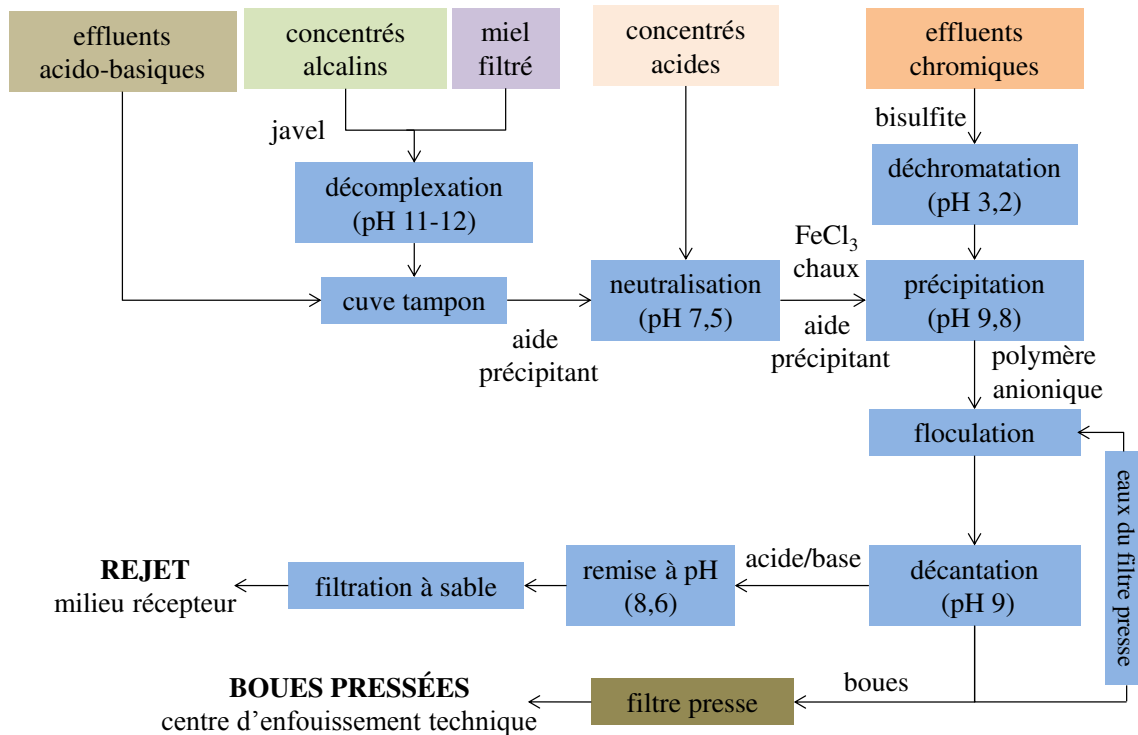 effluents
acido-basiques
concentrés
alcalins
miel
filtré
concentrés
acides
effluents
chromiques
javel
bisulfite
décomplexation
(pH 11-12)
déchromatation
(pH 3,2)
cuve tampon
aide
précipitant
neutralisation
(pH 7,5)
FeCl₃
chaux
aide
précipitant
précipitation
(pH 9,8)
polymère
anionique
floculation
eaux du filtre presse
décantation
(pH 9)
acide/base
remise à pH
(8,6)
filtration à sable
REJET
milieu récepteur
boues
filtre presse
BOUES PRESSÉES
centre d’enfouissement technique